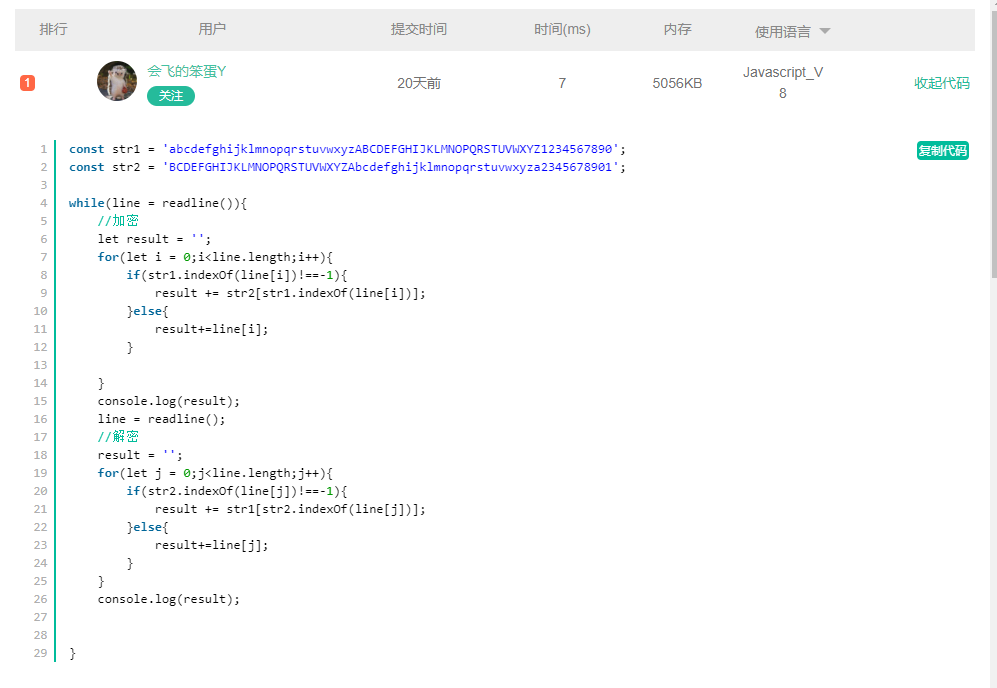 排行 用户 提交时间 时间(ms) 内存 使用语言
1 会飞的笨蛋Y 关注 20天前 7 5056KB Javascript_V8 收起代码
复制代码
1 const str1 = 'abcdefghijklmnopqrstuvwxyzABCDEFGHIJKLMNOPQRSTUVWXYZ1234567890';
2 const str2 = 'BCDEFGHIJKLMNOPQRSTUVWXYZAbcdefghijklmnopqrstuvwxyza2345678901';
3
4 while(line = readline()){
5     //加密
6     let result = '';
7     for(let i = 0;i<line.length;i++){
8         if(str1.indexOf(line[i])!==-1){
9             result += str2[str1.indexOf(line[i])];
10         }else{
11             result+=line[i];
12         }
13
14     }
15     console.log(result);
16     line = readline();
17     //解密
18     result = '';
19     for(let j = 0;j<line.length;j++){
20         if(str2.indexOf(line[j])!==-1){
21             result += str1[str2.indexOf(line[j])];
22         }else{
23             result+=line[j];
24         }
25     }
26     console.log(result);
27
28
29 }